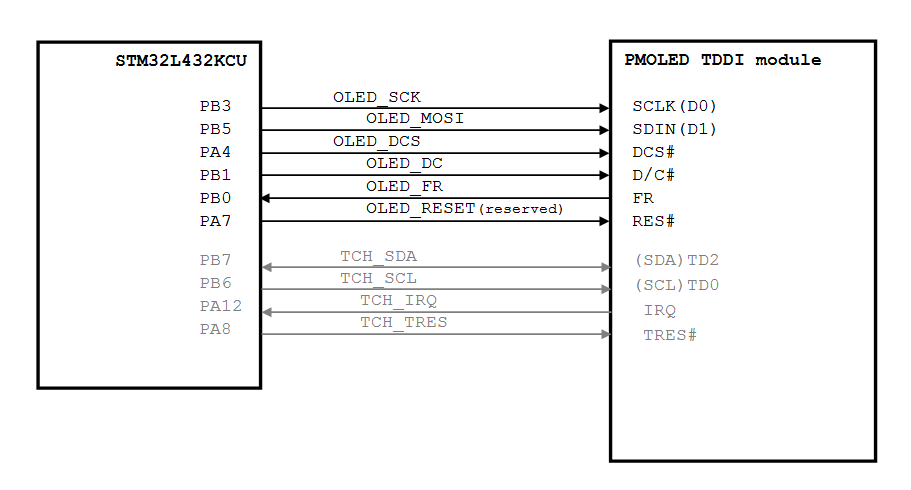 STM32L432KCU PMOLED TDDI module
PB3 OLED_SCK SCLK(D0)
PB5 OLED_MOSI SDIN(D1)
PA4 OLED_DCS DCS#
PB1 OLED_DC D/C#
PB0 OLED_FR FR
PA7 OLED_RESET(reserved) RES#
PB7 TCH_SDA (SDA)TD2
PB6 TCH_SCL (SCL)TD0
PA12 TCH_IRQ IRQ
PA8 TCH_TRES TRES#